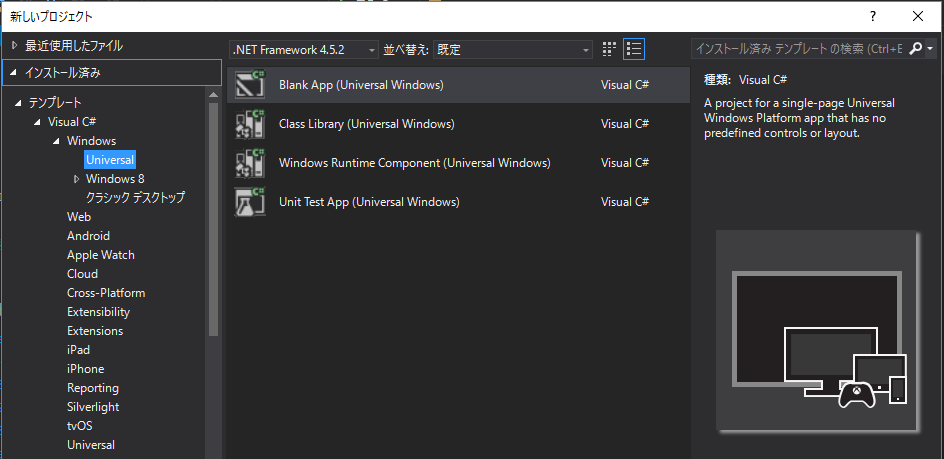 新しいプロジェクト
? ×
最近使用したファイル
.NET Framework 4.5.2
並べ替え: 既定
インストール済み テンプレート の検索 (Ctrl+E
インストール済み
テンプレート
Visual C#
Windows
Universal
Windows 8
クラシック デスクトップ
Web
Android
Apple Watch
Cloud
Cross-Platform
Extensibility
Extensions
iPad
iPhone
Reporting
Silverlight
tvOS
Universal
Blank App (Universal Windows) Visual C#
Class Library (Universal Windows) Visual C#
Windows Runtime Component (Universal Windows) Visual C#
Unit Test App (Universal Windows) Visual C#
種類: Visual C#
A project for a single-page Universal
Windows Platform app that has no
predefined controls or layout.